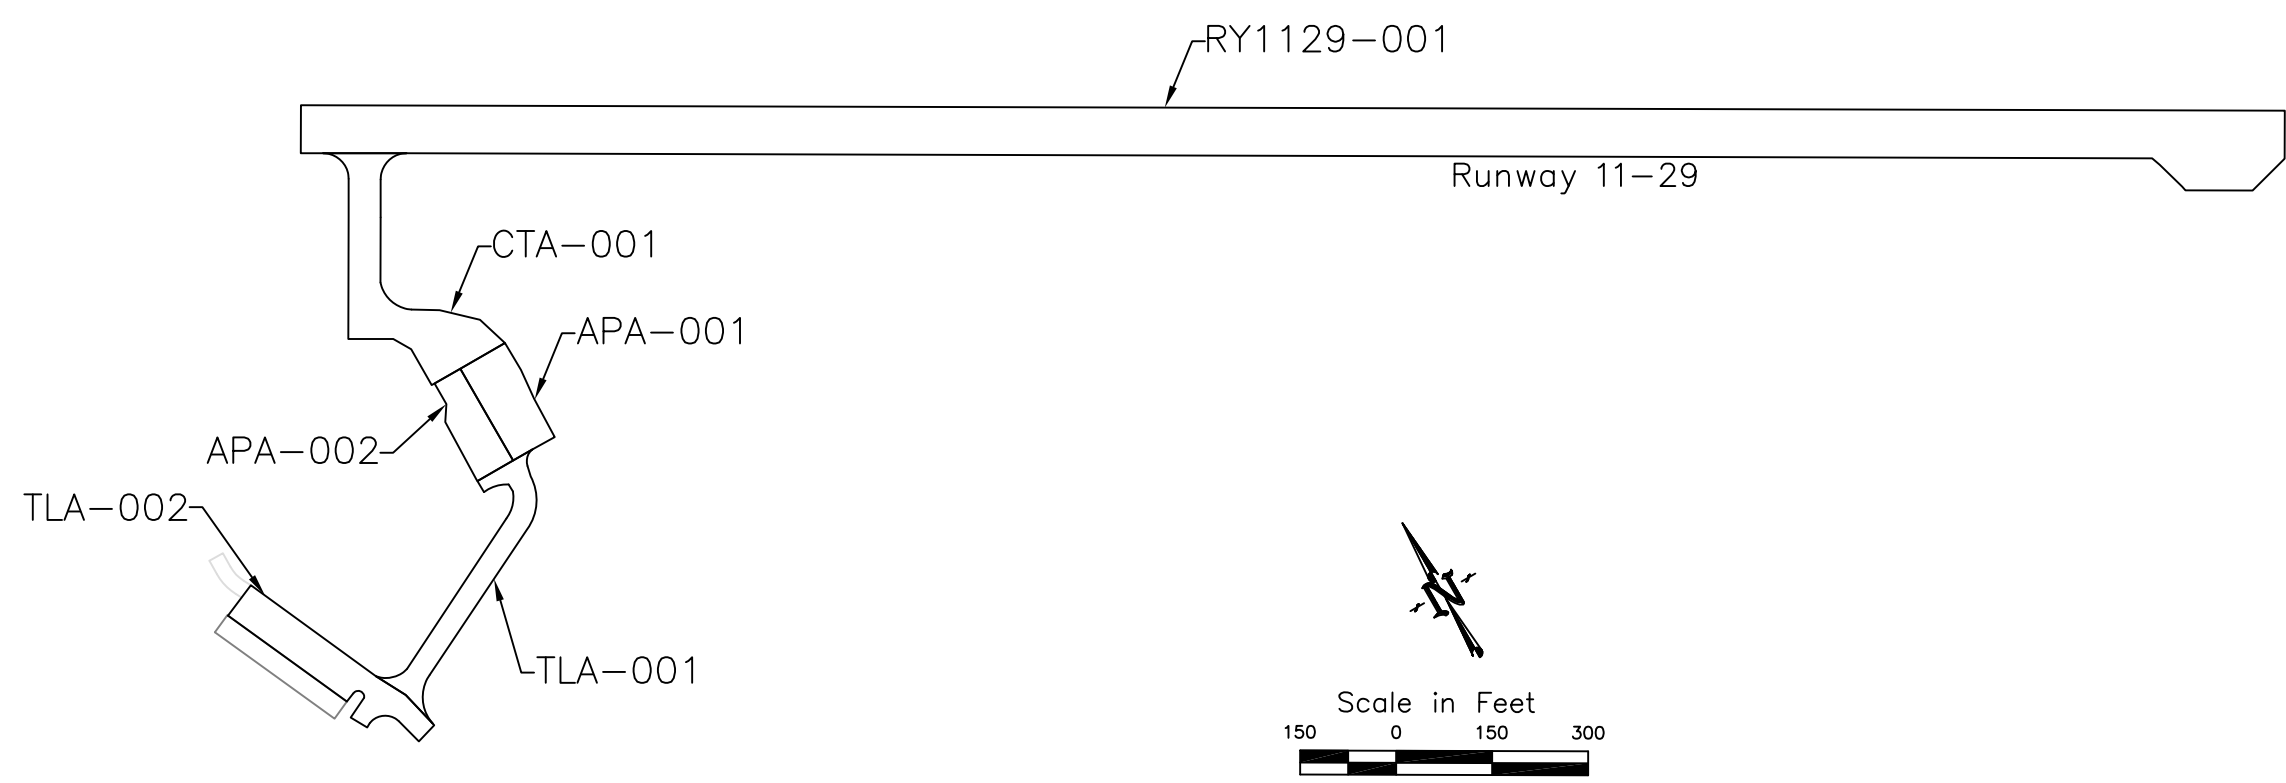 RY1129-001
Runway 11-29
CTA-001
APA-001
APA-002
TLA-002
TLA-001
N
Scale in Feet
150 0 150 300